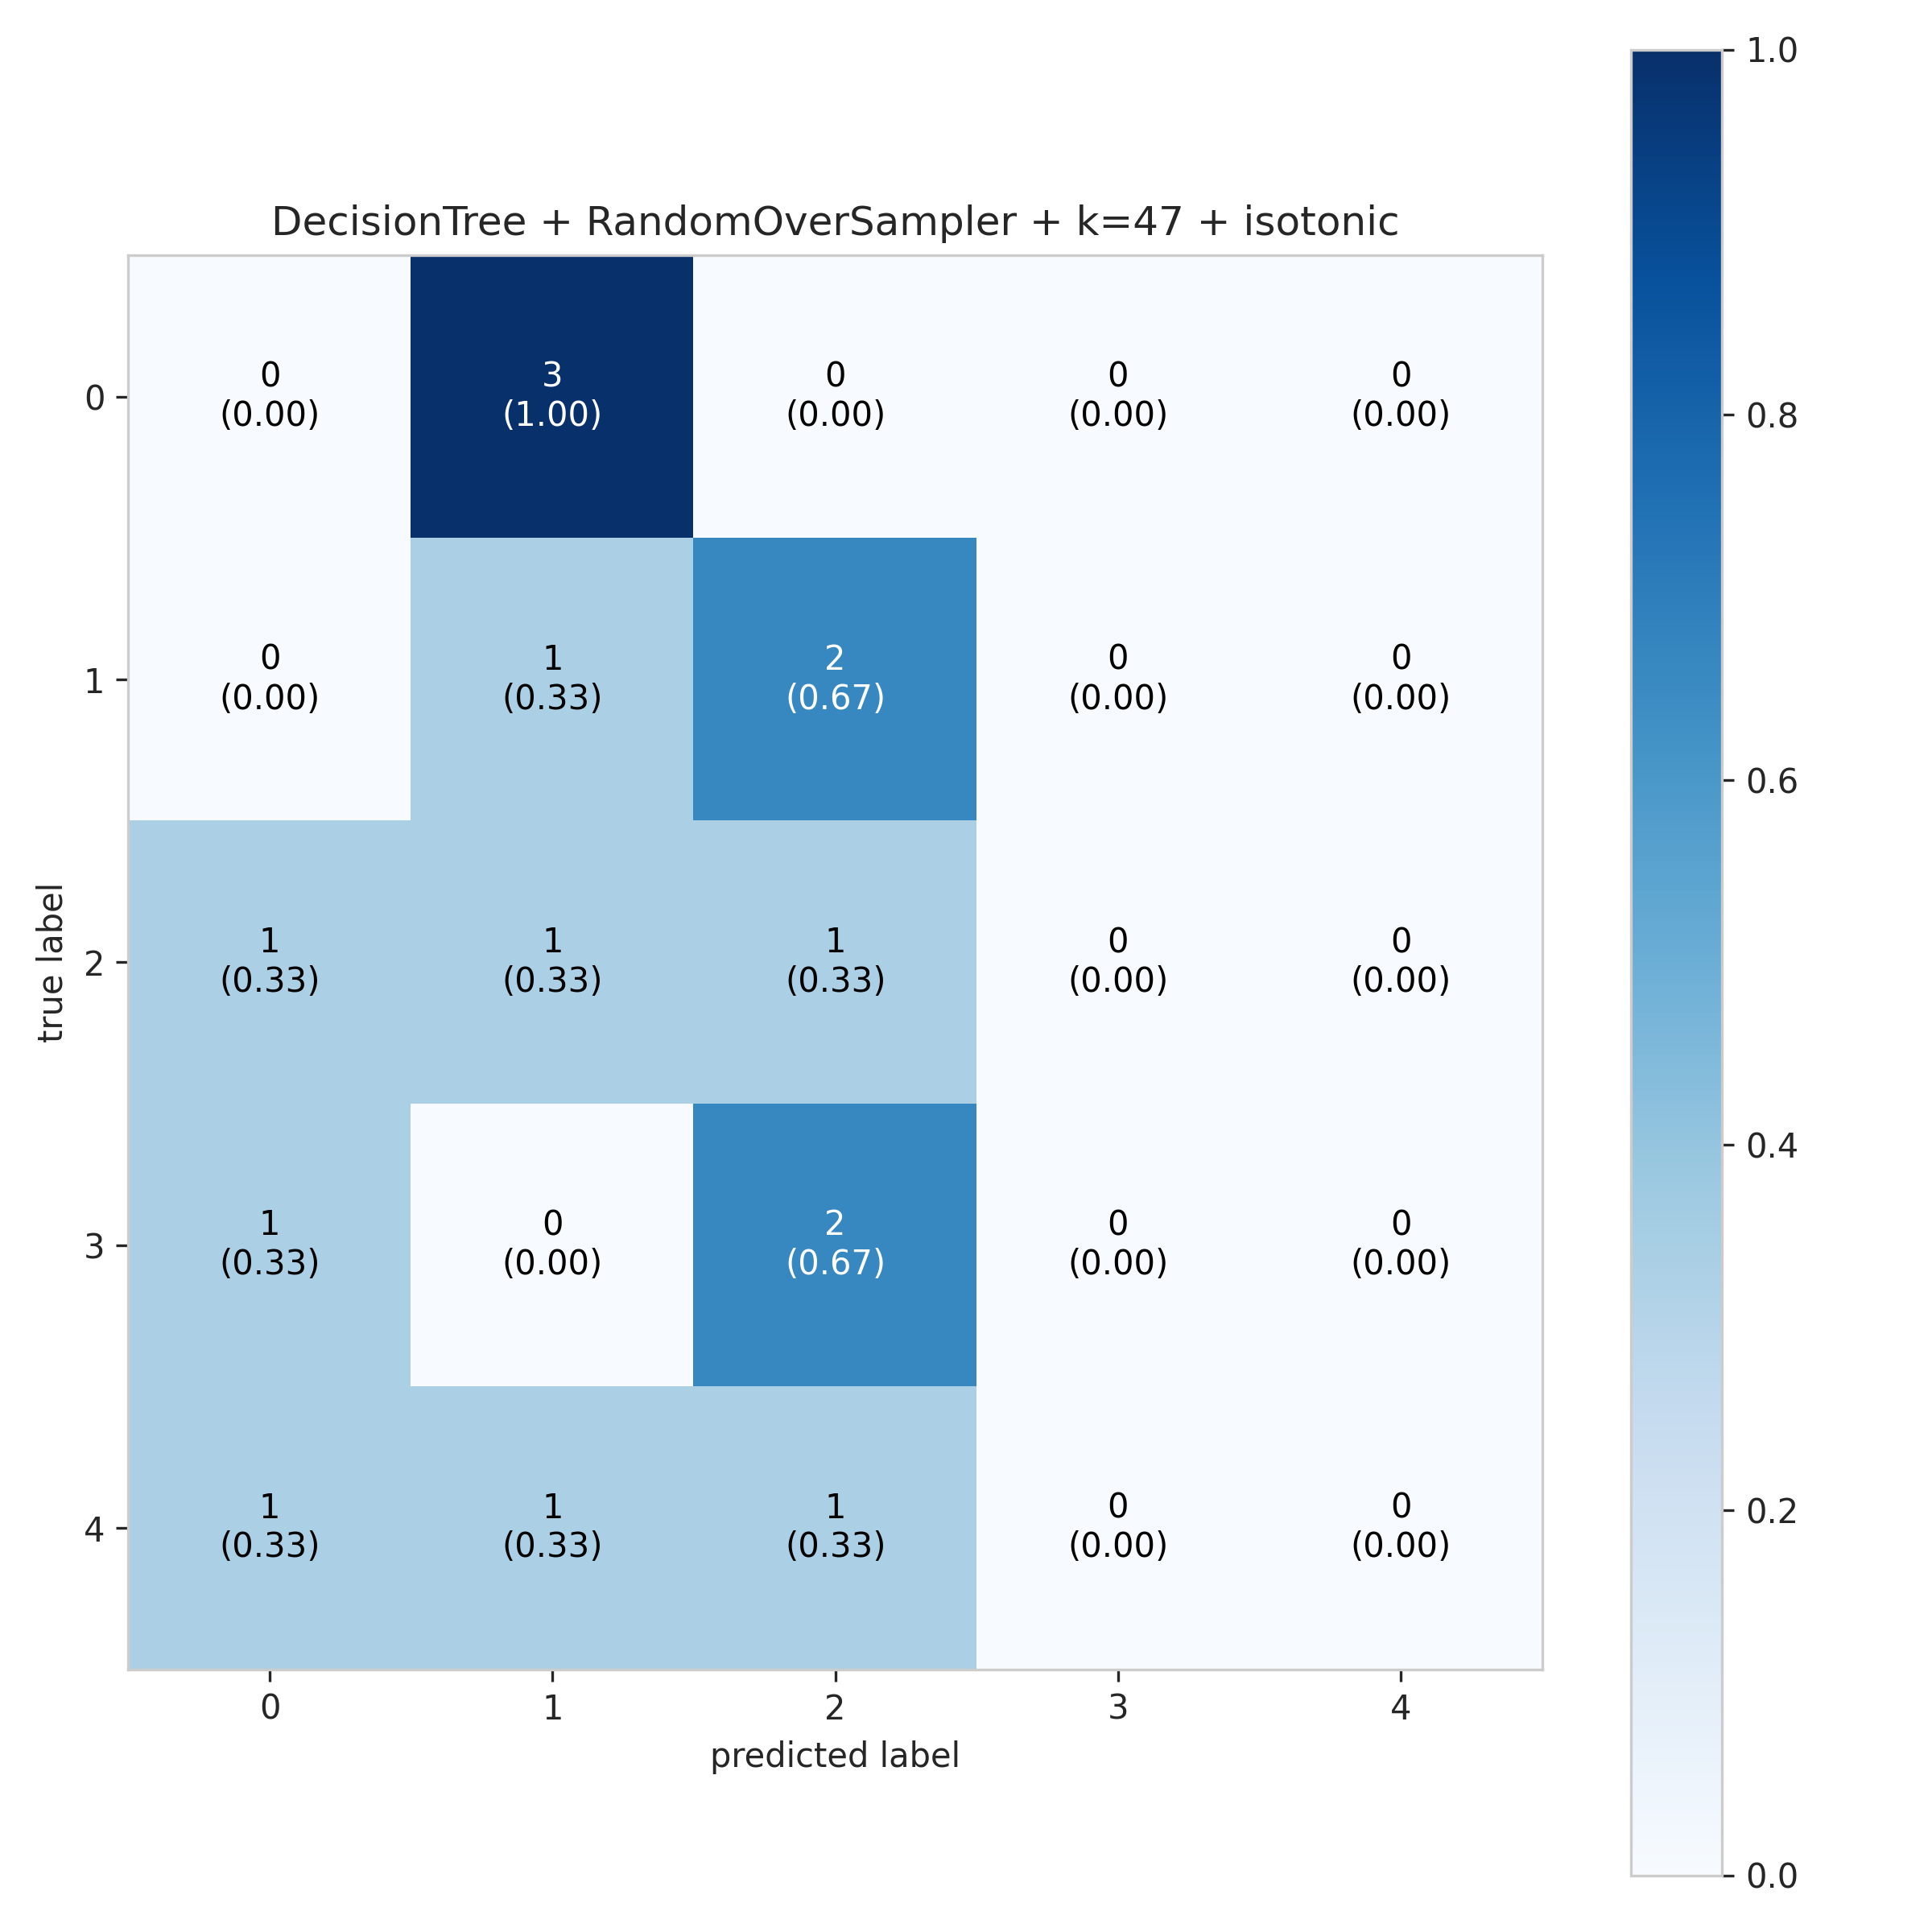 DecisionTree + RandomOverSampler + k=47 + isotonic
1.0
0.8
0.6
0.4
0.2
0.0
true label
0
0 3 0 0 0
(0.00) (1.00) (0.00) (0.00) (0.00)
1
0 1 2 0 0
(0.00) (0.33) (0.67) (0.00) (0.00)
2
1 1 1 0 0
(0.33) (0.33) (0.33) (0.00) (0.00)
3
1 0 2 0 0
(0.33) (0.00) (0.67) (0.00) (0.00)
4
1 1 1 0 0
(0.33) (0.33) (0.33) (0.00) (0.00)
0 1 2 3 4
predicted label